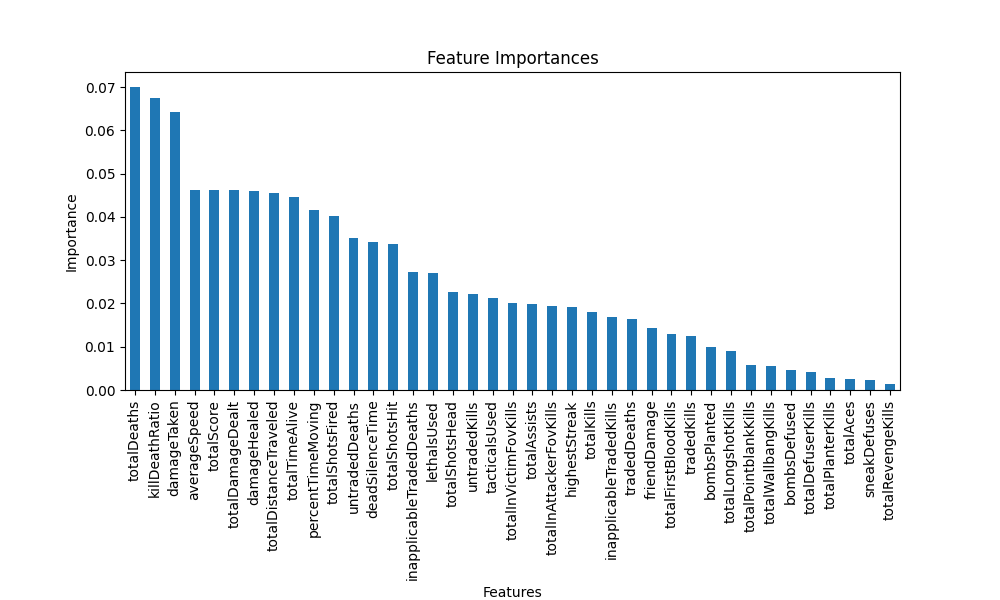 Feature Importances
0.07
0.06
0.05
0.04
0.03
0.02
0.01
0.00
Importance
totalDeaths
killDeathRatio
damageTaken
averageSpeed
totalScore
totalDamageDealt
damageHealed
totalDistanceTraveled
totalTimeAlive
percentTimeMoving
totalShotsFired
untradedDeaths
deadSilenceTime
totalShotsHit
inapplicableTradedDeaths
lethalsUsed
totalShotsHead
untradedKills
tacticalsUsed
totalInVictimFovKills
totalAssists
totalInAttackerFovKills
highestStreak
totalKills
inapplicableTradedKills
tradedDeaths
friendDamage
totalFirstBloodKills
tradedKills
bombsPlanted
totalLongshotKills
totalPointblankKills
totalWallbangKills
bombsDefused
totalDefuserKills
totalPlanterKills
totalAces
sneakDefuses
totalRevengeKills
Features